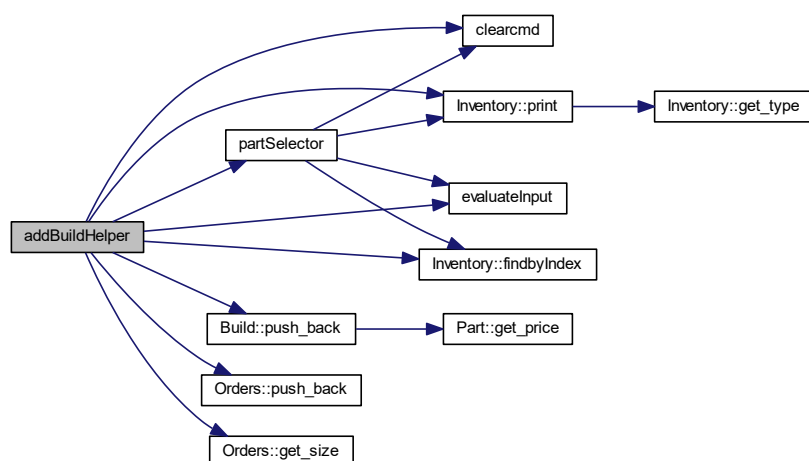 clearcmd
Inventory::print
Inventory::get_type
partSelector
evaluateInput
addBuildHelper
Inventory::findbyIndex
Build::push_back
Part::get_price
Orders::push_back
Orders::get_size